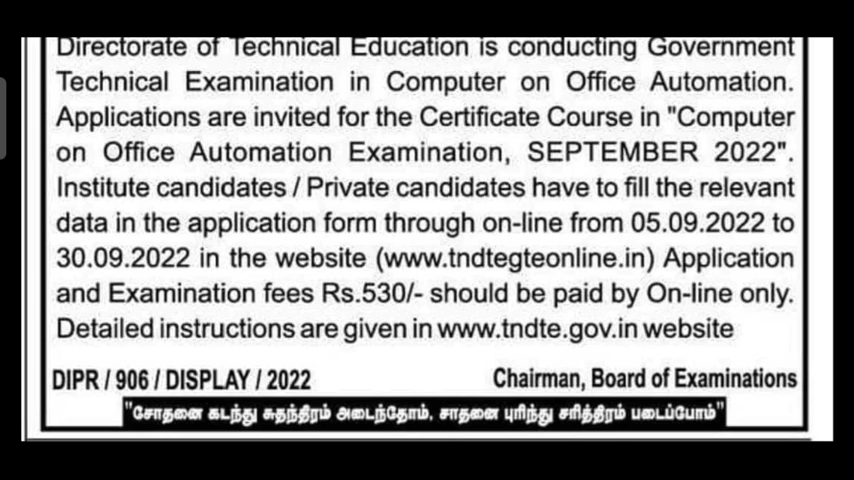 Directorate of Technical Education is conducting Government
Technical Examination in Computer on Office Automation.
Applications are invited for the Certificate Course in "Computer
on Office Automation Examination, SEPTEMBER 2022".
Institute candidates / Private candidates have to fill the relevant
data in the application form through on-line from 05.09.2022 to
30.09.2022 in the website (www.tndtegteonline.in) Application
and Examination fees Rs.530/- should be paid by On-line only.
Detailed instructions are given in www.tndte.gov.in website
DIPR / 906 / DISPLAY / 2022 Chairman, Board of Examinations
"சோதனை கடந்து சுதந்திரம் அடைந்தோம், சாதனை புரிந்து சரித்திரம் படைப்போம்"